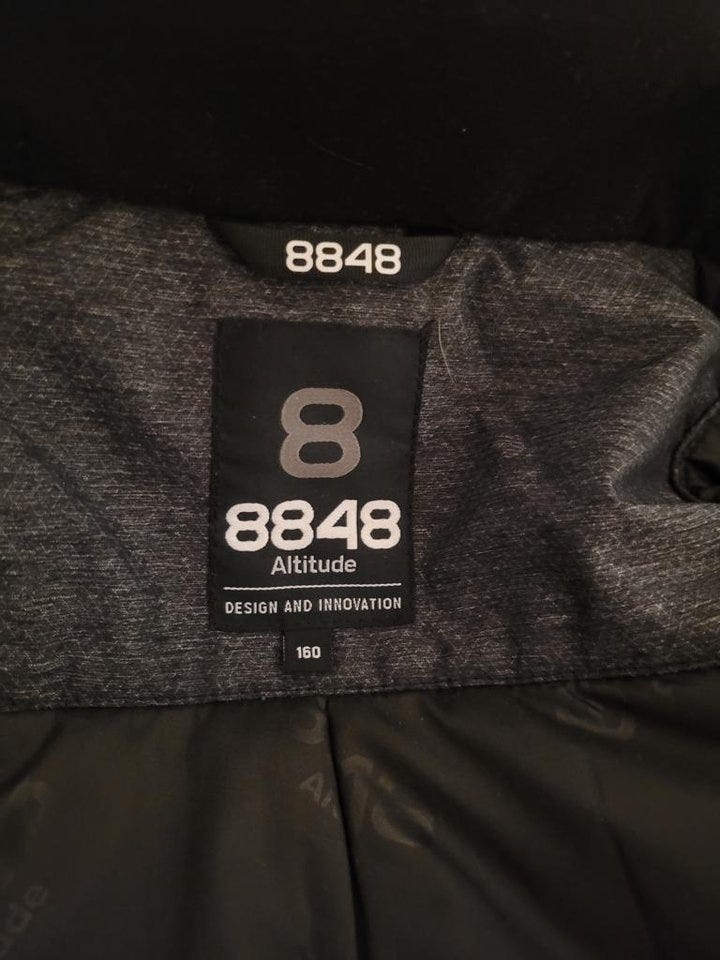 8848
8
8848
Altitude
DESIGN AND INNOVATION
160